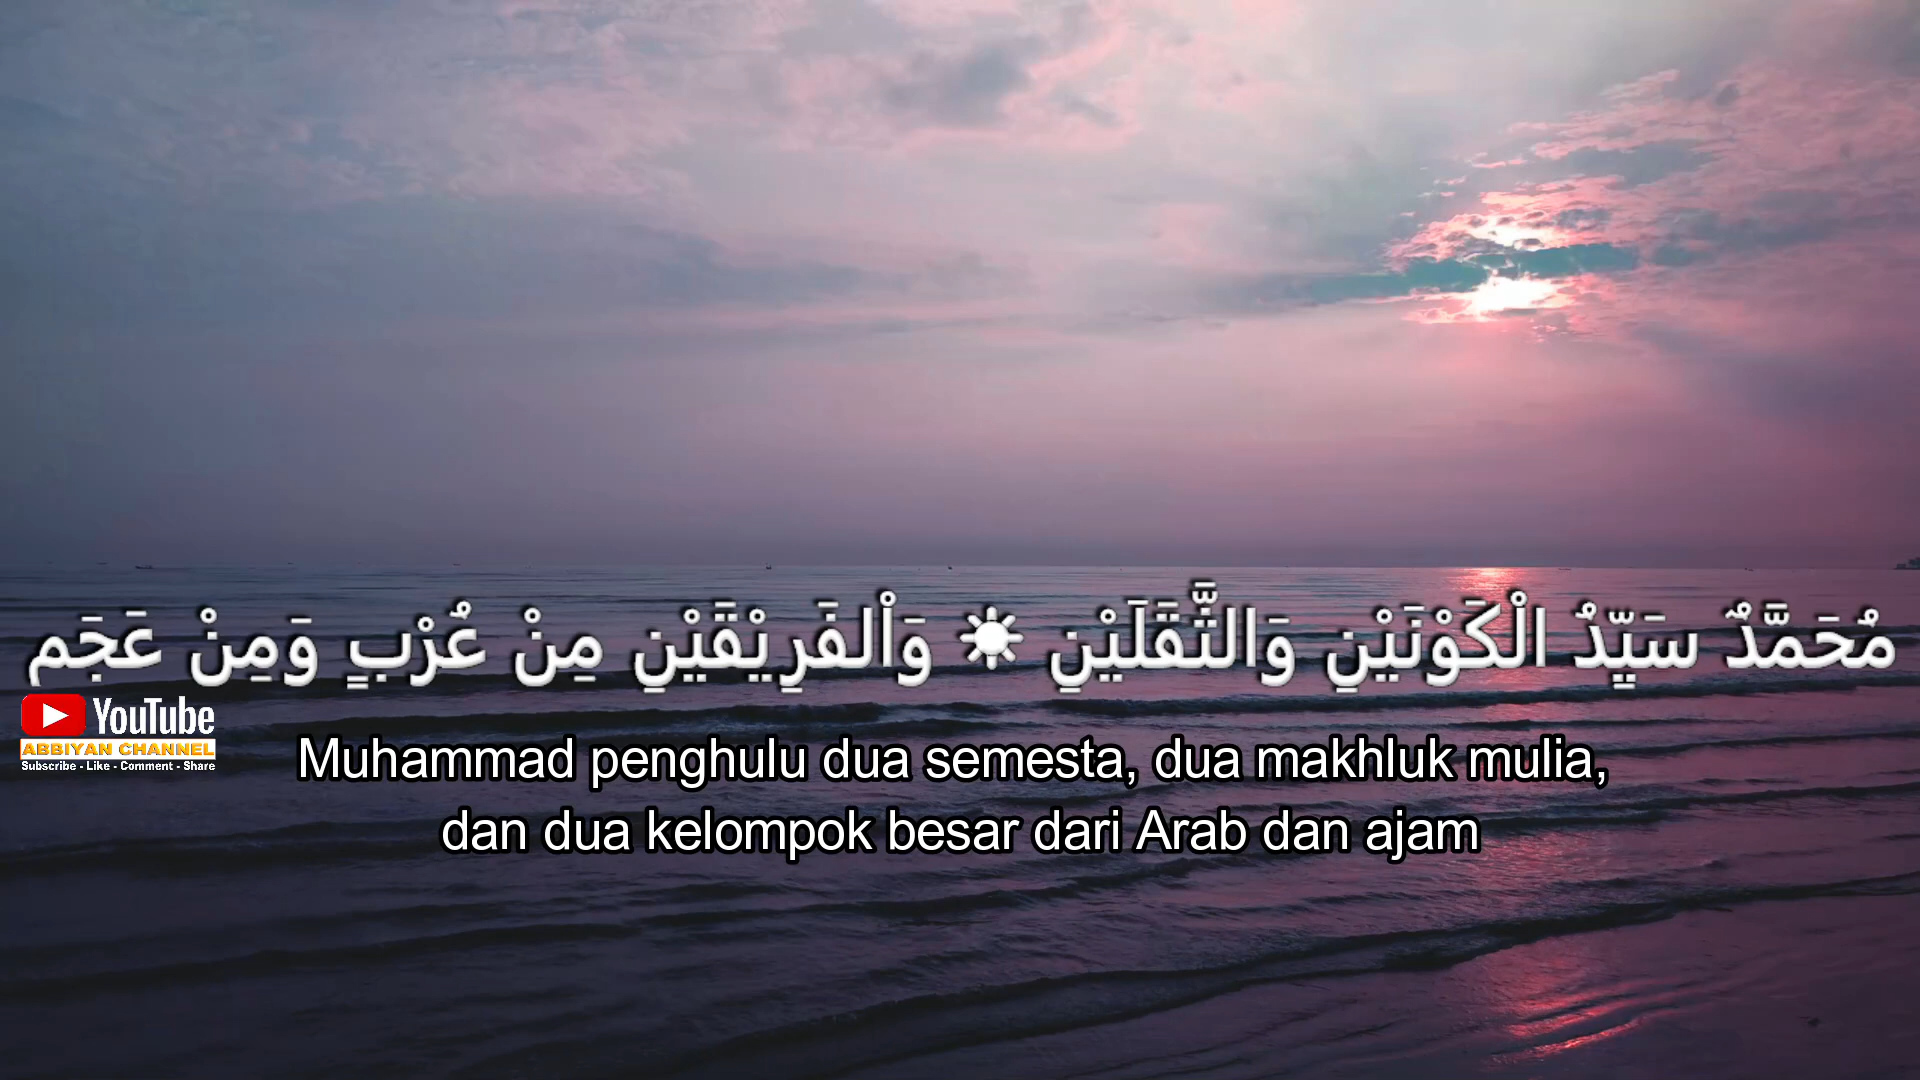 مُحَمَّدٌ سَيِّدُ الْكَوْنَيْنِ وَالثَّقَلَيْنِ ☀ وَاْلفَرِيْقَيْنِ مِنْ عُرْبٍ وَمِنْ عَجَم
YouTube
ABBIYAN CHANNEL
Subscribe - Like - Comment - Share
Muhammad penghulu dua semesta, dua makhluk mulia,
dan dua kelompok besar dari Arab dan ajam